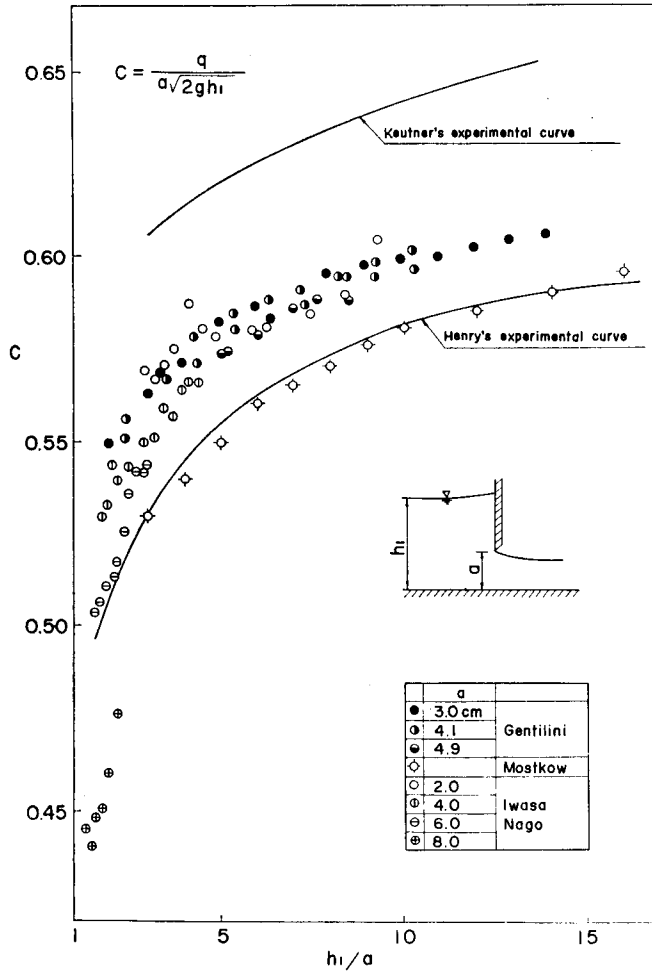 0.65
C = q / a√2gh₁
Keutner's experimental curve
0.60
C
Henry's experimental curve
0.55
h₁
a
0.50
a
3.0 cm
4.1
Gentilini
4.9
Mostkow
2.0
4.0
Iwasa
6.0
Nago
8.0
0.45
1 5 10 15
h₁/a